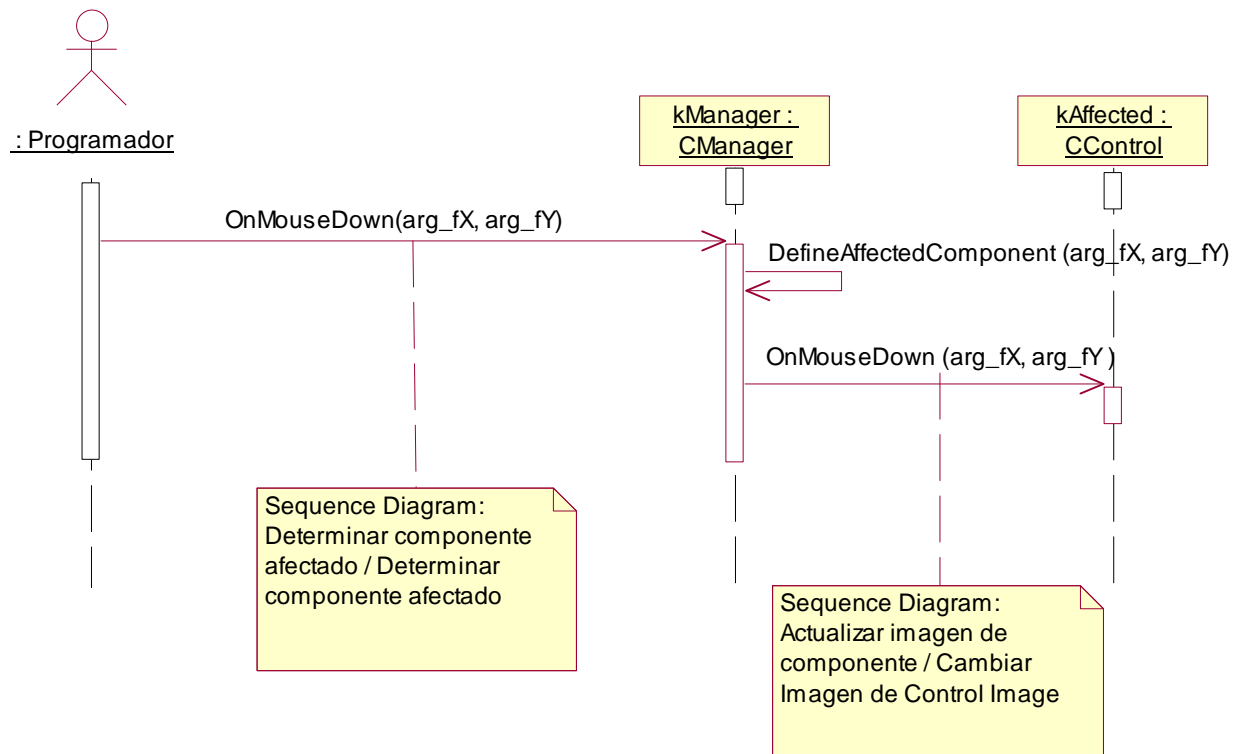 : Programador
kManager :
CManager
kAffected :
CControl
OnMouseDown(arg_fX, arg_fY)
DefineAffectedComponent (arg_fX, arg_fY)
OnMouseDown (arg_fX, arg_fY )
Sequence Diagram:
Determinar componente
afectado / Determinar
componente afectado
Sequence Diagram:
Actualizar imagen de
componente / Cambiar
Imagen de Control Image